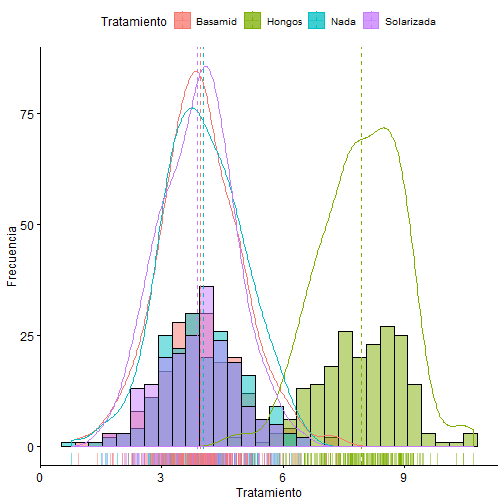 Tratamiento Basamid Hongos Nada Solarizada
Frecuencia
75
50
25
0
0 3 6 9
Tratamiento